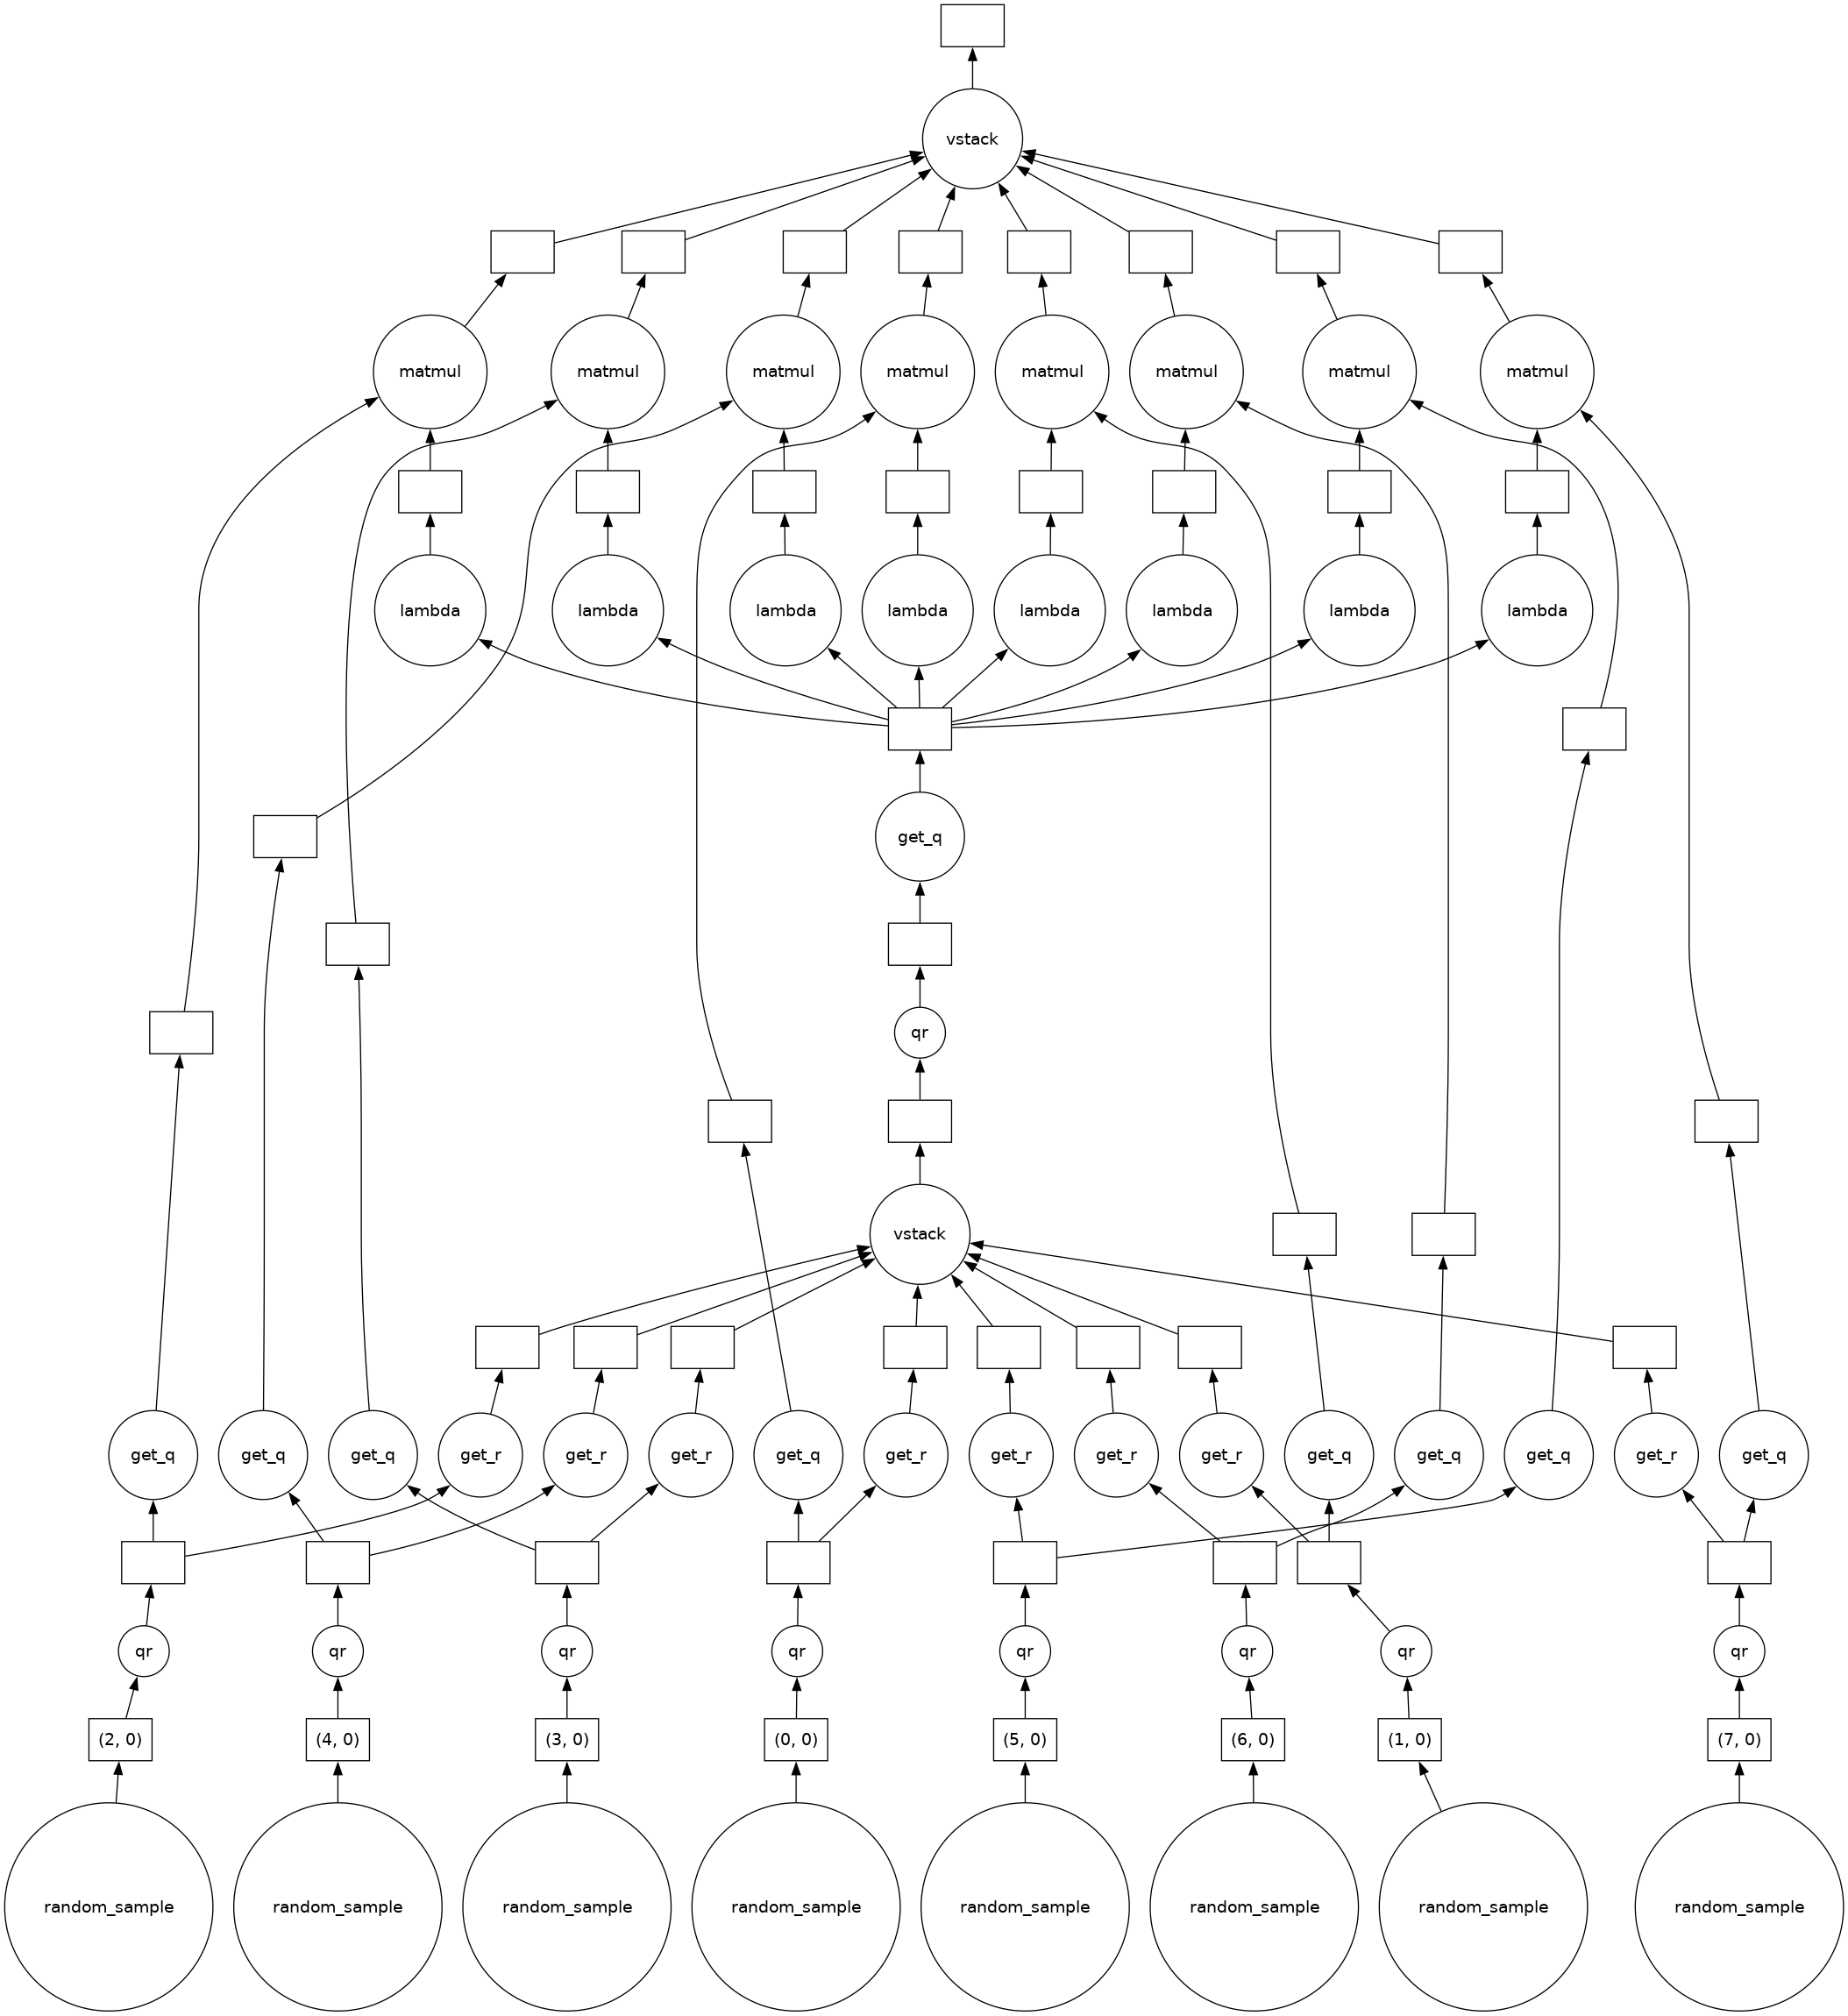 vstack
matmul matmul matmul matmul matmul matmul matmul matmul
lambda lambda lambda lambda lambda lambda lambda lambda
get_q
qr
vstack
get_q get_q get_q get_r get_r get_r get_q get_r get_r get_r get_r get_q get_q get_q get_r get_q
qr qr qr qr qr qr qr qr
(2, 0) (4, 0) (3, 0) (0, 0) (5, 0) (6, 0) (1, 0) (7, 0)
random_sample random_sample random_sample random_sample random_sample random_sample random_sample random_sample